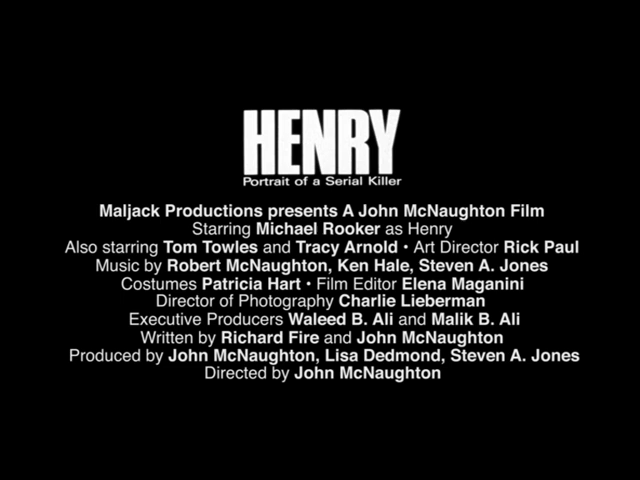 HENRY
Portrait of a Serial Killer
Maljack Productions presents A John McNaughton Film
Starring Michael Rooker as Henry
Also starring Tom Towles and Tracy Arnold • Art Director Rick Paul
Music by Robert McNaughton, Ken Hale, Steven A. Jones
Costumes Patricia Hart • Film Editor Elena Maganini
Director of Photography Charlie Lieberman
Executive Producers Waleed B. Ali and Malik B. Ali
Written by Richard Fire and John McNaughton
Produced by John McNaughton, Lisa Dedmond, Steven A. Jones
Directed by John McNaughton